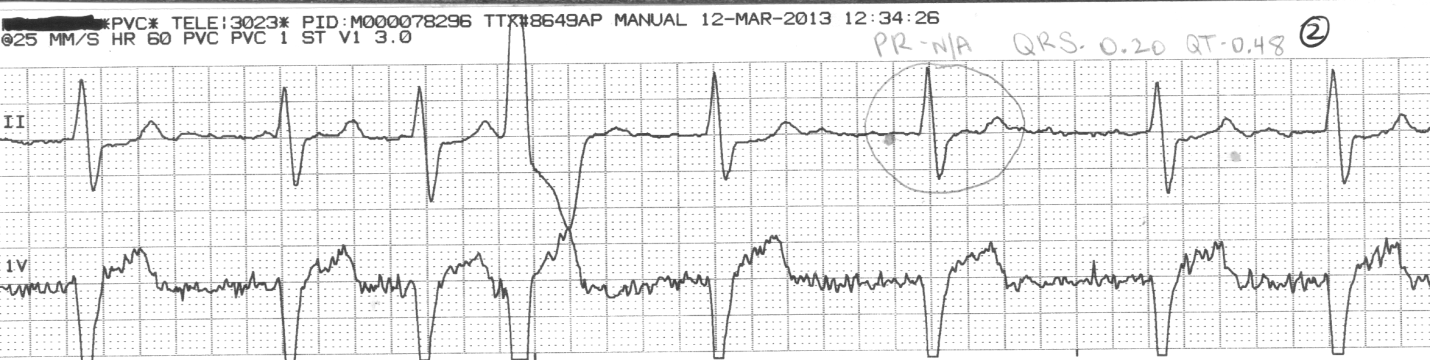 *PVC* TELE:3023* PID:M000078296 TTX#8649AP MANUAL 12-MAR-2013 12:34:26
@25 MM/S HR 60 PVC PVC 1 ST V1 3.0
PR-N/A QRS- 0.20 QT-0.48 2
II
1V